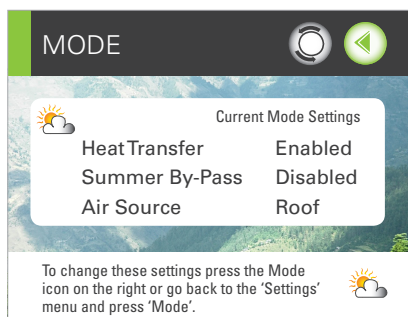 MODE
Current Mode Settings
Heat Transfer Enabled
Summer By-Pass Disabled
Air Source Roof
To change these settings press the Mode
icon on the right or go back to the 'Settings'
menu and press 'Mode'.